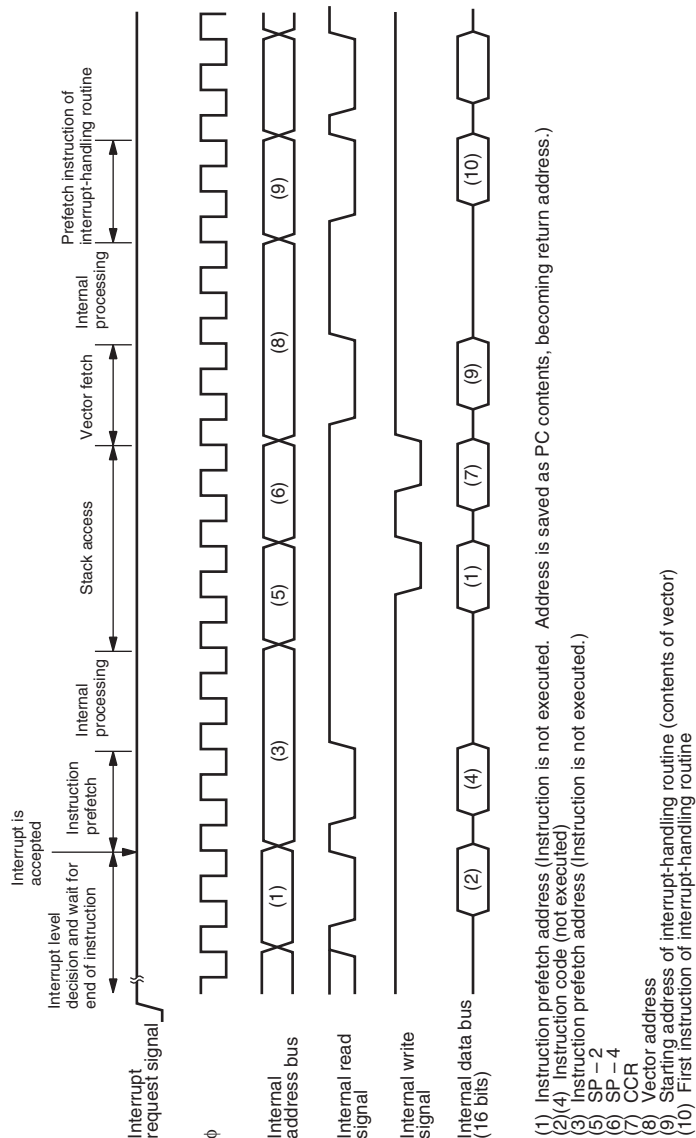 Interrupt is
accepted
Interrupt level
decision and wait for
end of instruction
Instruction
prefetch
Internal
processing
Stack access
Vector fetch
Internal
processing
Prefetch instruction of
interrupt-handling routine
Interrupt
request signal
ϕ
Internal
address bus
(1)
(3)
(5)
(6)
(8)
(9)
Internal read
signal
Internal write
signal
Internal data bus
(16 bits)
(2)
(4)
(1)
(7)
(9)
(10)
(1) Instruction prefetch address (Instruction is not executed. Address is saved as PC contents, becoming return address.)
(2)(4) Instruction code (not executed)
(3) Instruction prefetch address (Instruction is not executed.)
(5) SP – 2
(6) SP – 4
(7) CCR
(8) Vector address
(9) Starting address of interrupt-handling routine (contents of vector)
(10) First instruction of interrupt-handling routine